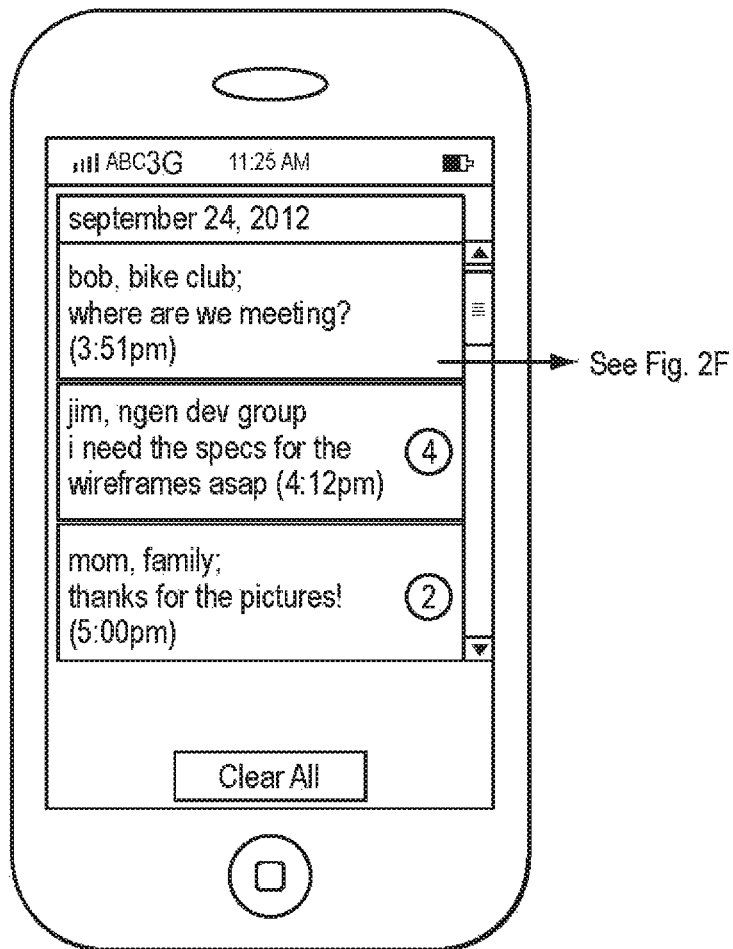 ABC3G 11:25 AM
september 24, 2012
bob, bike club;
where are we meeting?
(3:51pm)
See Fig. 2F
jim, ngen dev group
i need the specs for the
wireframes asap (4:12pm)
4
mom, family;
thanks for the pictures!
(5:00pm)
2
Clear All